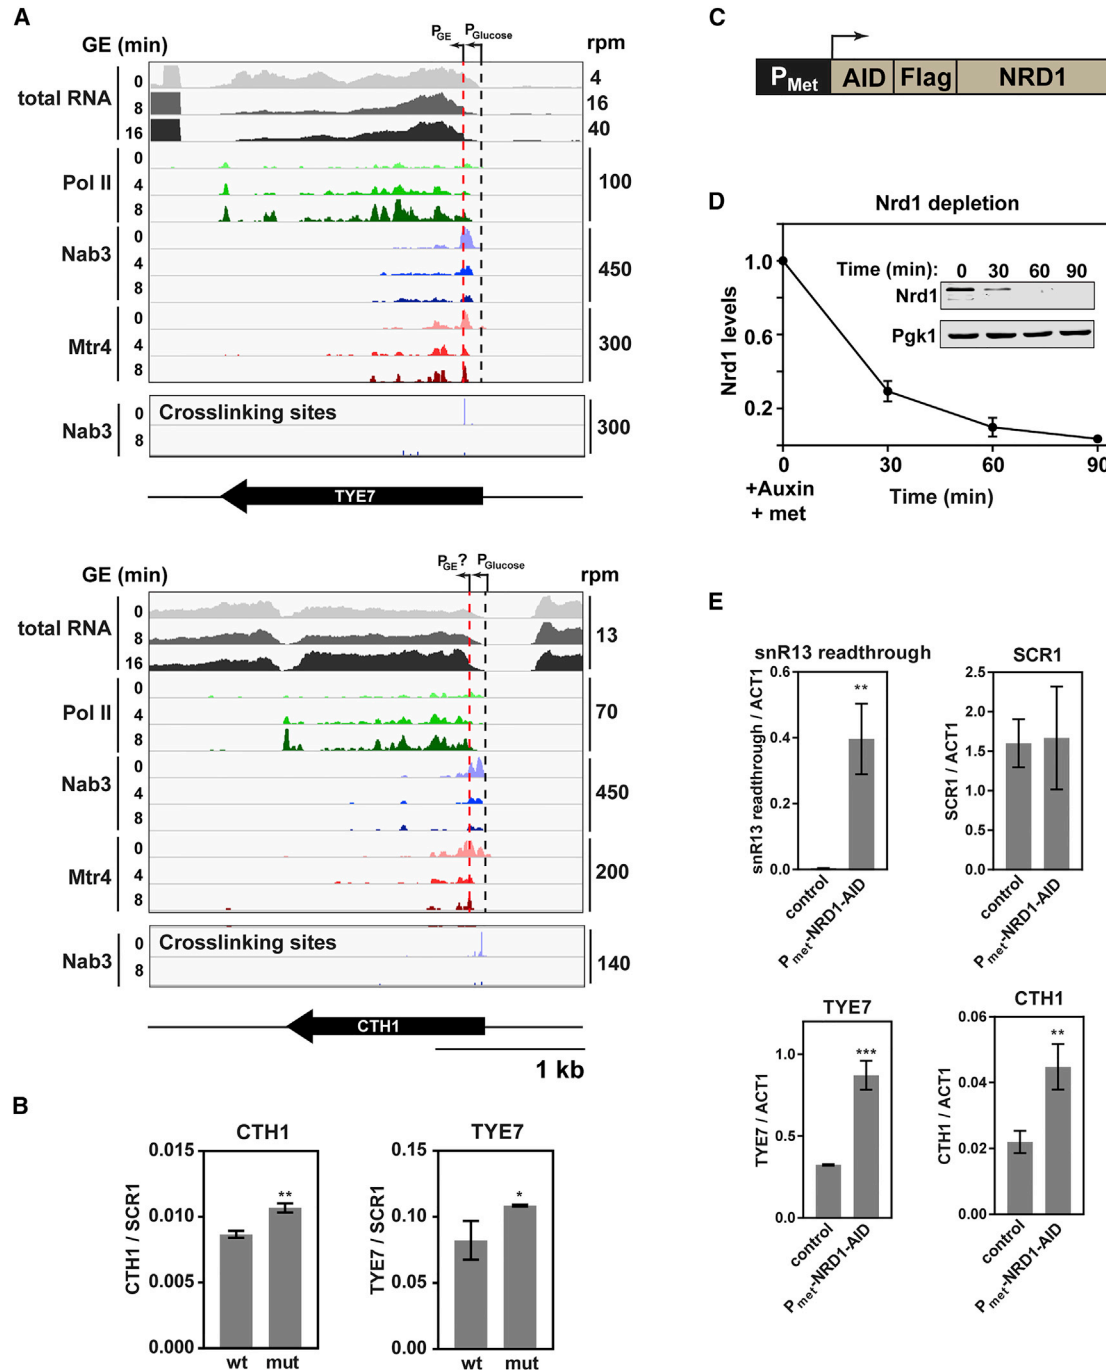 A
GE (min)
P_GE P_Glucose
rpm
total RNA
0
8
16
4
16
40
Pol II
0
4
8
100
Nab3
0
4
8
450
Mtr4
0
4
8
300
Nab3
0
8
Crosslinking sites
300
TYE7
GE (min)
P_GE? P_Glucose
rpm
total RNA
0
8
16
13
Pol II
0
4
8
70
Nab3
0
4
8
450
Mtr4
0
4
8
200
Nab3
0
8
Crosslinking sites
140
CTH1
1 kb
B
CTH1
CTH1 / SCR1
0.015
0.010
0.005
0.000
**
wt mut
TYE7
TYE7 / SCR1
0.15
0.10
0.05
0.00
*
wt mut
C
P_Met AID Flag NRD1
D
Nrd1 depletion
Nrd1 levels
1.0
0.6
0.2
Time (min): 0 30 60 90
Nrd1
Pgk1
0 30 60 90
+Auxin
+ met
Time (min)
E
snR13 readthrough
snR13 readthrough / ACT1
0.6
0.4
0.2
0.0
**
control
P_met-NRD1-AID
SCR1
SCR1 / ACT1
2.5
2.0
1.5
1.0
0.5
0.0
control
P_met-NRD1-AID
TYE7
TYE7 / ACT1
1.0
0.5
0.0
***
control
P_met-NRD1-AID
CTH1
CTH1 / ACT1
0.06
0.04
0.02
0.00
**
control
P_met-NRD1-AID